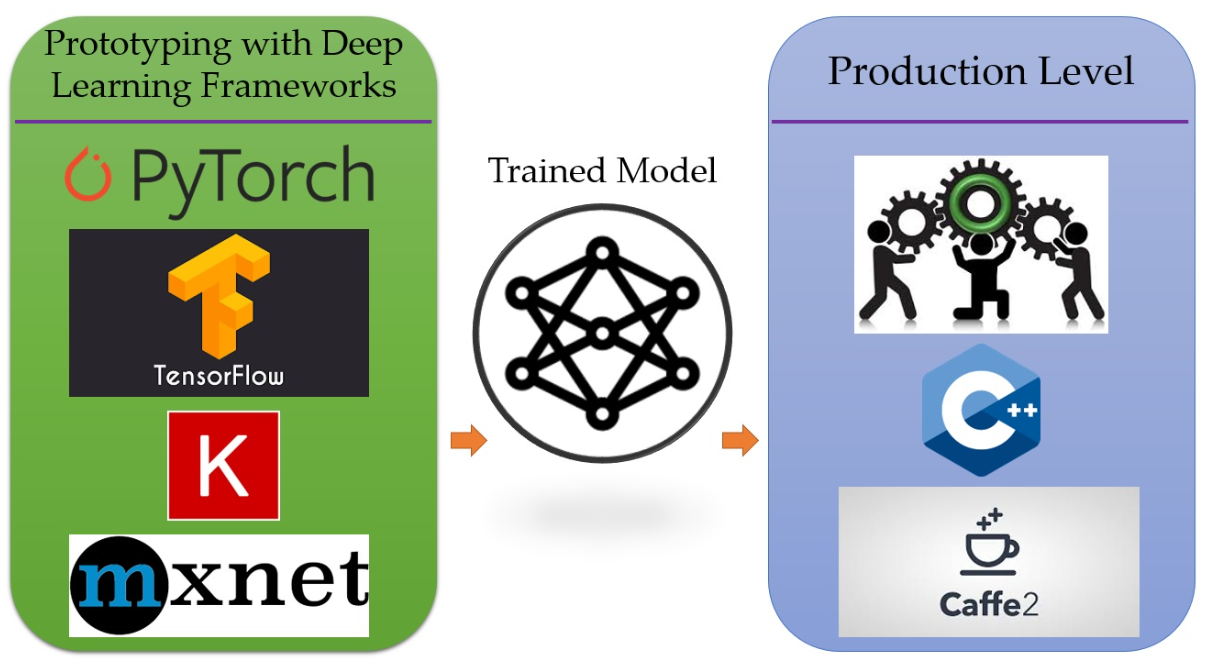 Prototyping with Deep
Learning Frameworks
PyTorch
TensorFlow
K
mxnet
Trained Model
Production Level
C++
++
Caffe2